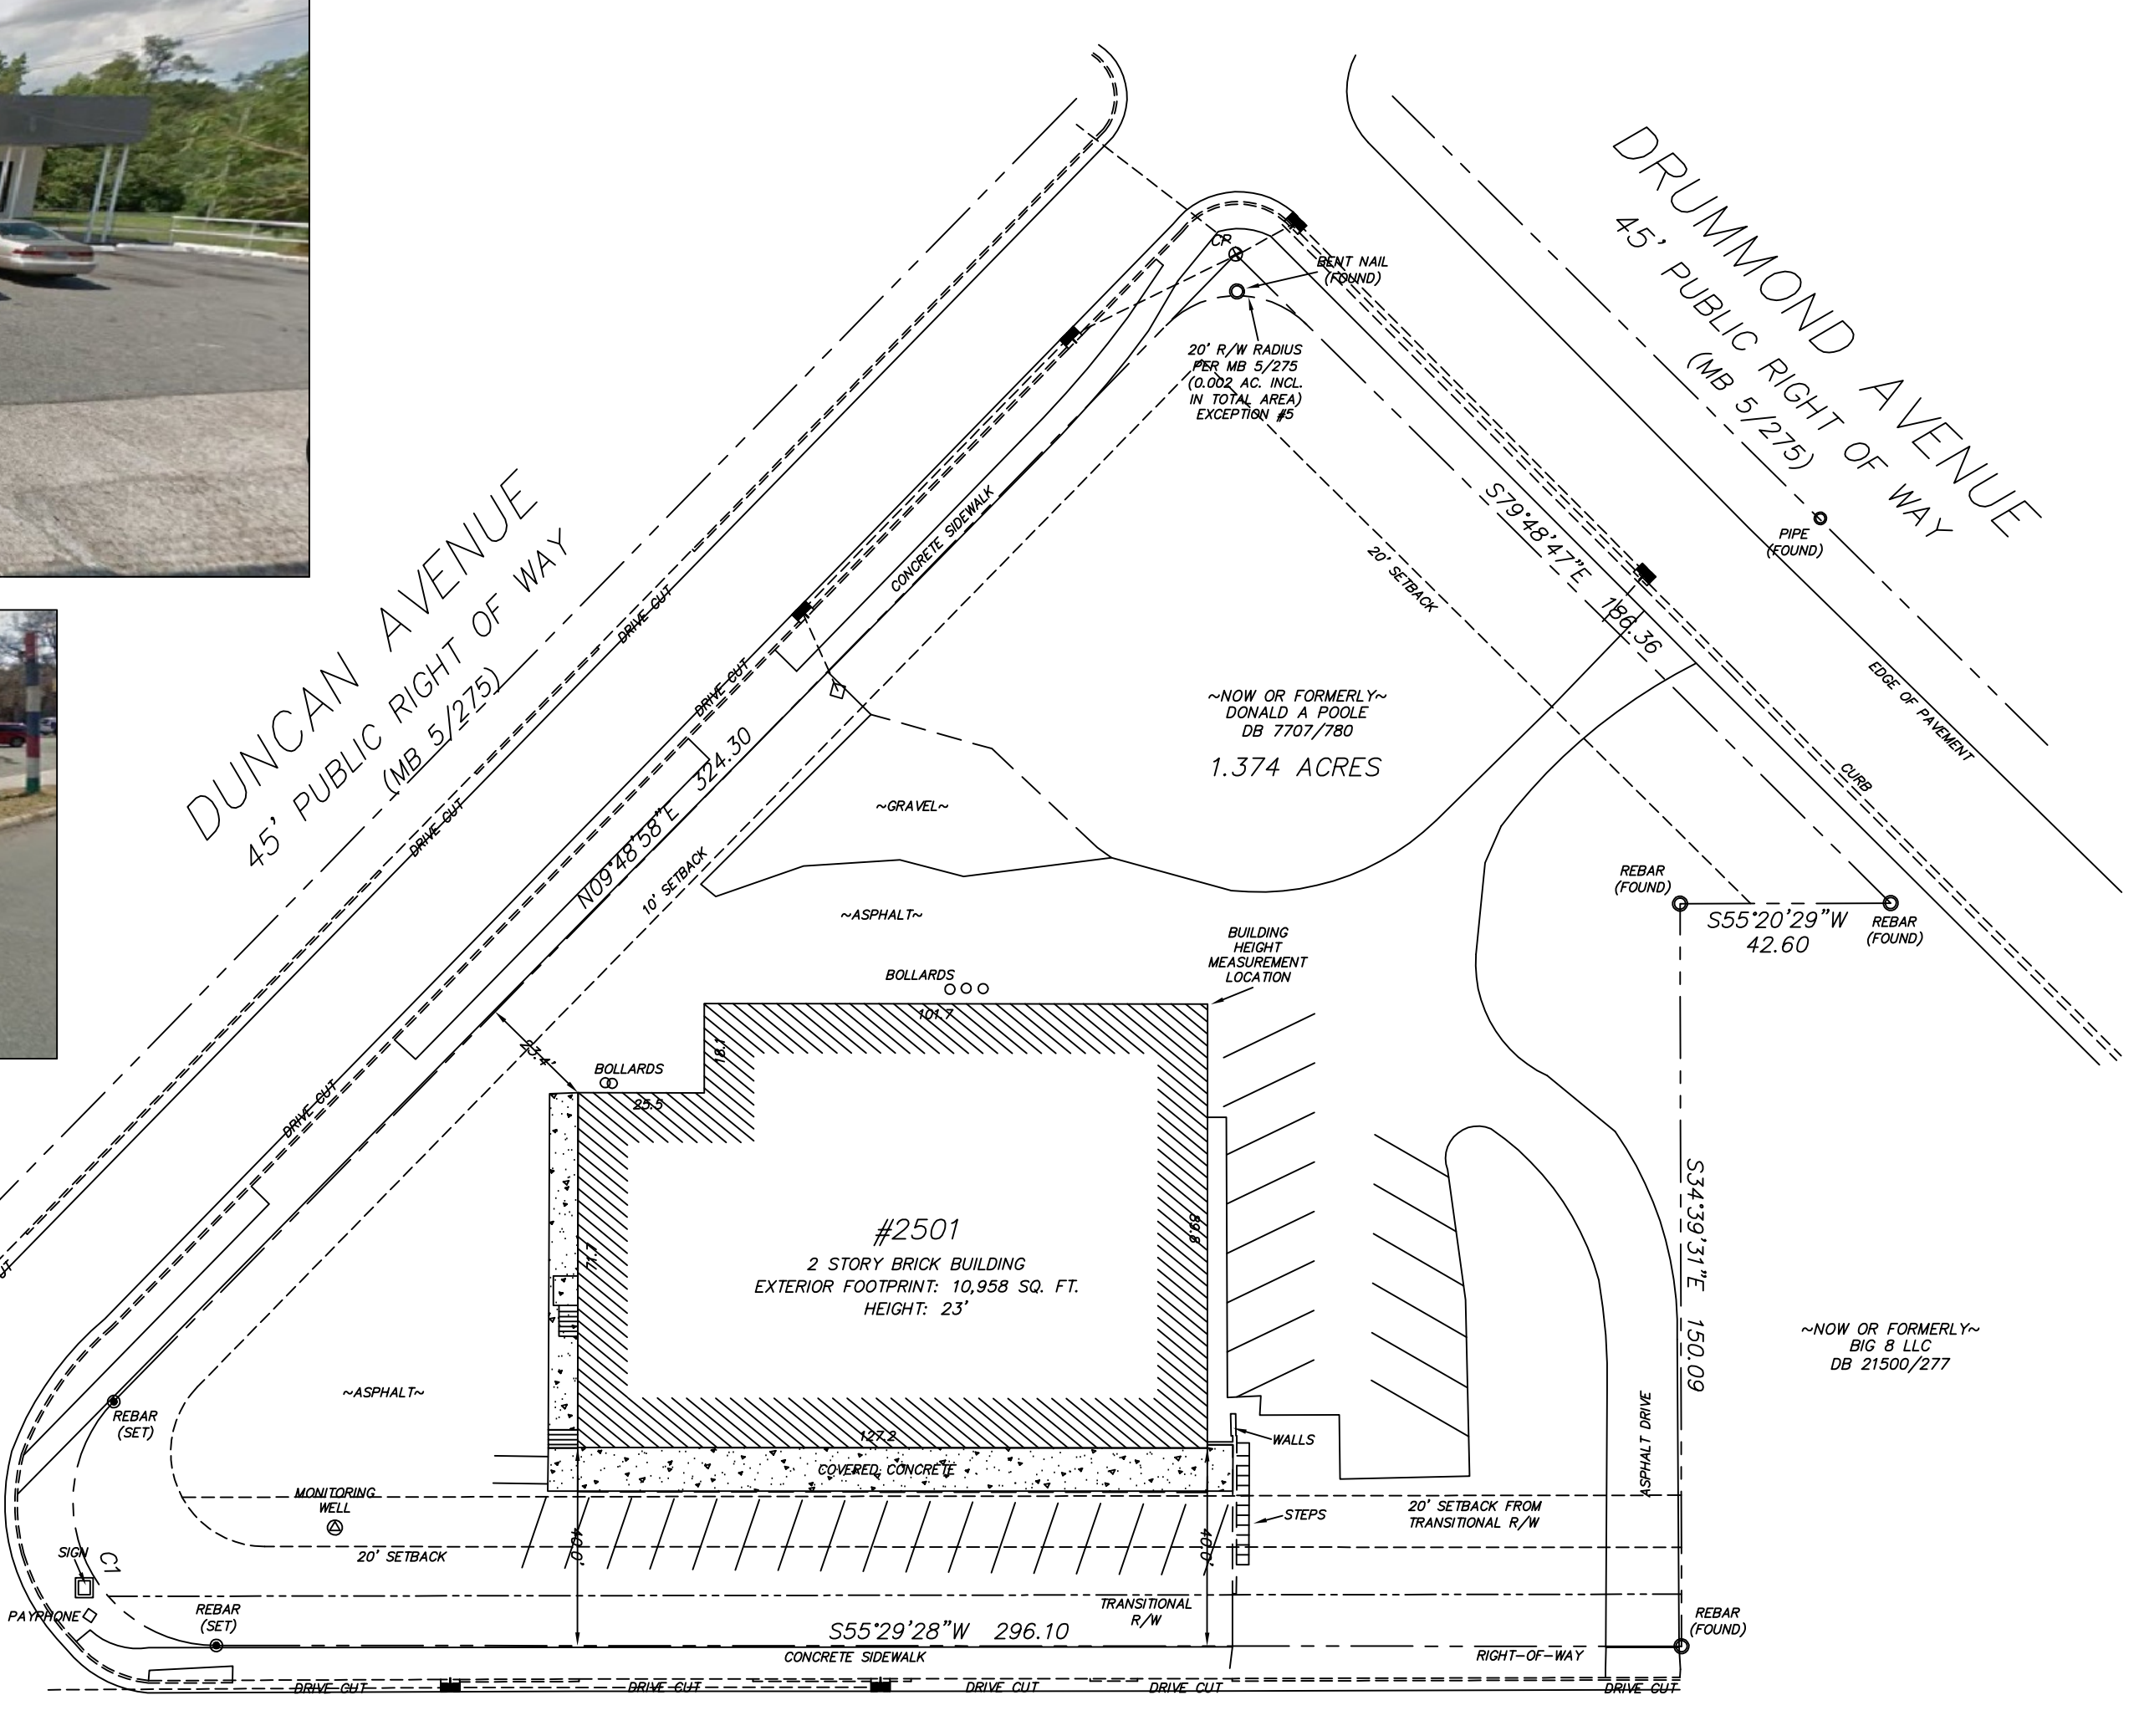 DRUMMOND AVENUE
45' PUBLIC RIGHT OF WAY
(MB 5/275)
CP
BENT NAIL
(FOUND)
20' R/W RADIUS
PER MB 5/275
(0.002 AC. INCL.
IN TOTAL AREA)
EXCEPTION #5
S79°48'47"E 186.36
PIPE
(FOUND)
DUNCAN AVENUE
45' PUBLIC RIGHT OF WAY
(MB 5/275)
CONCRETE SIDEWALK
20' SETBACK
DRIVE CUT
DRIVE CUT
DRIVE CUT
EDGE OF PAVEMENT
CURB
~NOW OR FORMERLY~
DONALD A POOLE
DB 7707/780
1.374 ACRES
N09°48'58"E 324.30
10' SETBACK
~GRAVEL~
REBAR
(FOUND)
S55°20'29"W
42.60
REBAR
(FOUND)
~ASPHALT~
BUILDING
HEIGHT
MEASUREMENT
LOCATION
BOLLARDS
101.7
18.1
23.4'
BOLLARDS
25.5
DRIVE CUT
UT
71.7
89.8
#2501
2 STORY BRICK BUILDING
EXTERIOR FOOTPRINT: 10,958 SQ. FT.
HEIGHT: 23'
S34°39'31"E 150.09
~NOW OR FORMERLY~
BIG 8 LLC
DB 21500/277
~ASPHALT~
REBAR
(SET)
127.2
COVERED CONCRETE
WALLS
ASPHALT DRIVE
MONITORING
WELL
STEPS
20' SETBACK FROM
TRANSITIONAL R/W
20' SETBACK
40.0'
40.0'
SIGN
C1
PAYPHONE
REBAR
(SET)
TRANSITIONAL
R/W
S55°29'28"W 296.10
REBAR
(FOUND)
CONCRETE SIDEWALK
RIGHT-OF-WAY
DRIVE CUT
DRIVE CUT
DRIVE CUT
DRIVE CUT
DRIVE CUT